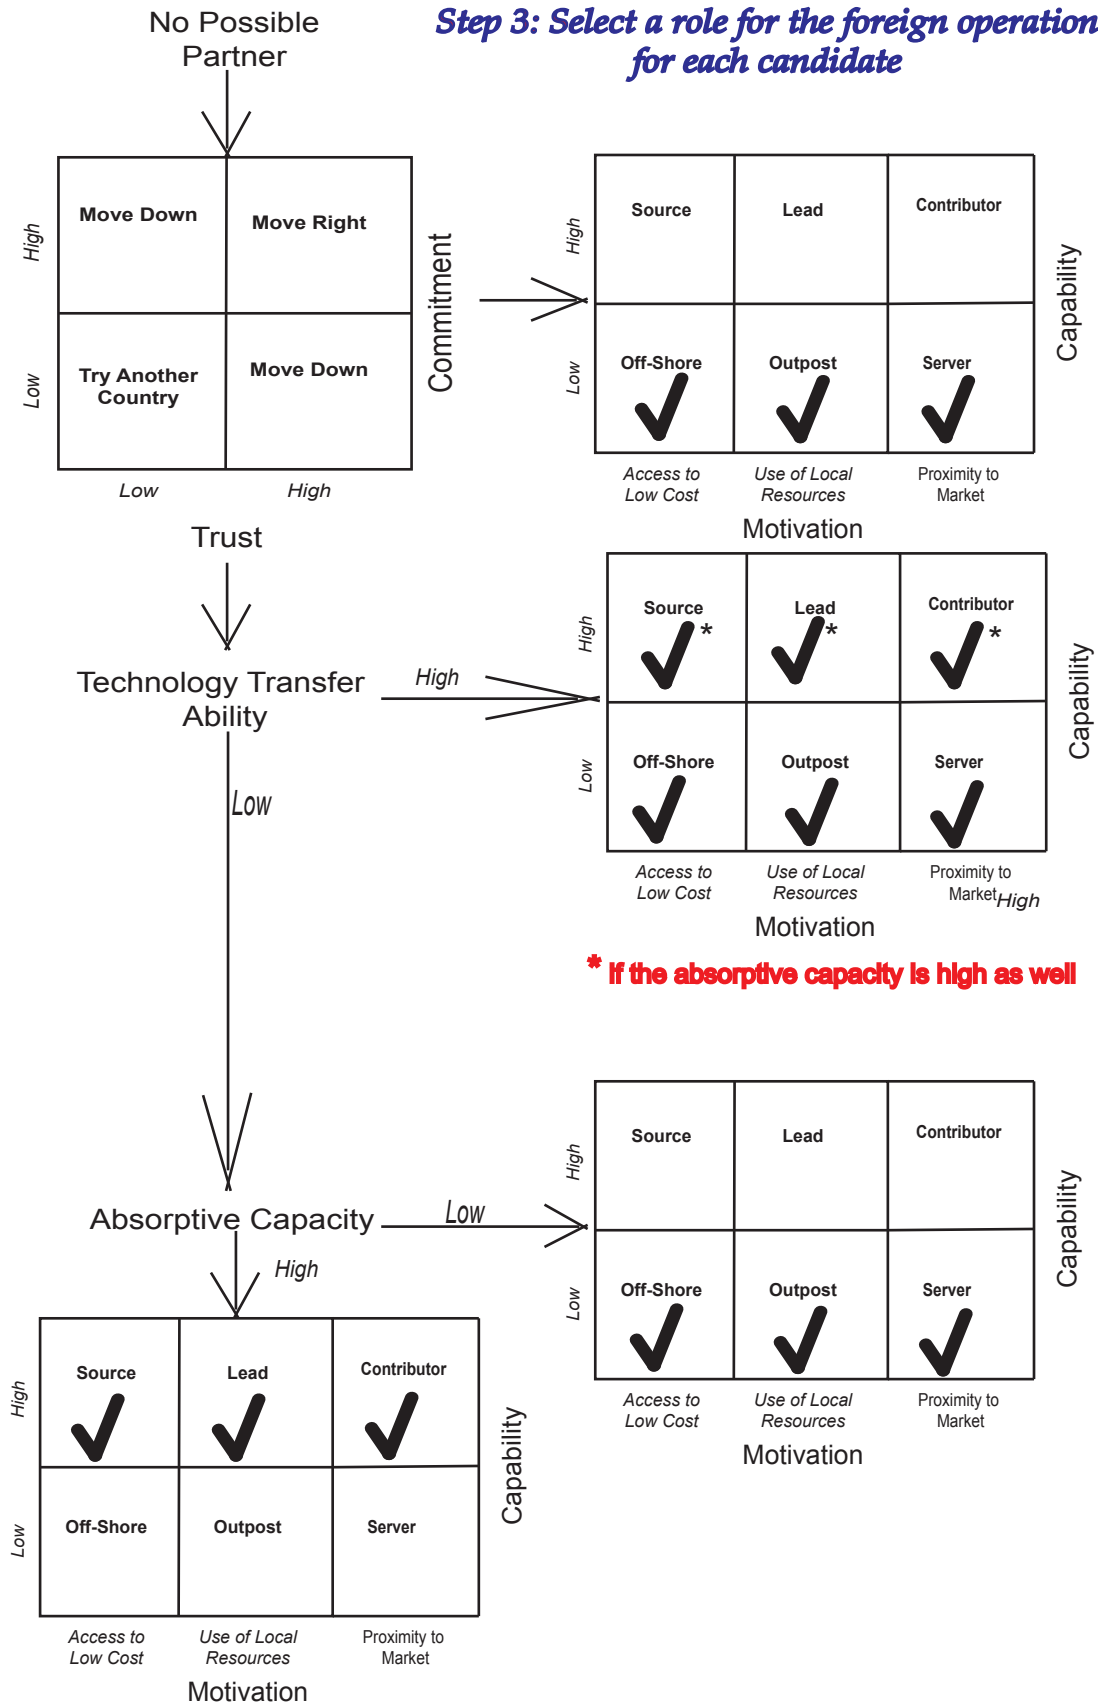 No Possible
Partner
Step 3: Select a role for the foreign operation
for each candidate
Move Down
Move Right
High
Try Another
Country
Move Down
Low
Commitment
Low
High
Trust
Source
Lead
Contributor
High
Off-Shore
Outpost
Server
Low
Capability
Access to
Low Cost
Use of Local
Resources
Proximity to
Market
Motivation
Technology Transfer
Ability
High
Low
Source
Lead
Contributor
*
*
*
High
Off-Shore
Outpost
Server
Low
Capability
Access to
Low Cost
Use of Local
Resources
Proximity to
Market
High
Motivation
* If the absorptive capacity is high as well
Absorptive Capacity
Low
High
Source
Lead
Contributor
High
Off-Shore
Outpost
Server
Low
Capability
Access to
Low Cost
Use of Local
Resources
Proximity to
Market
Motivation
Source
Lead
Contributor
High
Off-Shore
Outpost
Server
Low
Capability
Access to
Low Cost
Use of Local
Resources
Proximity to
Market
Motivation